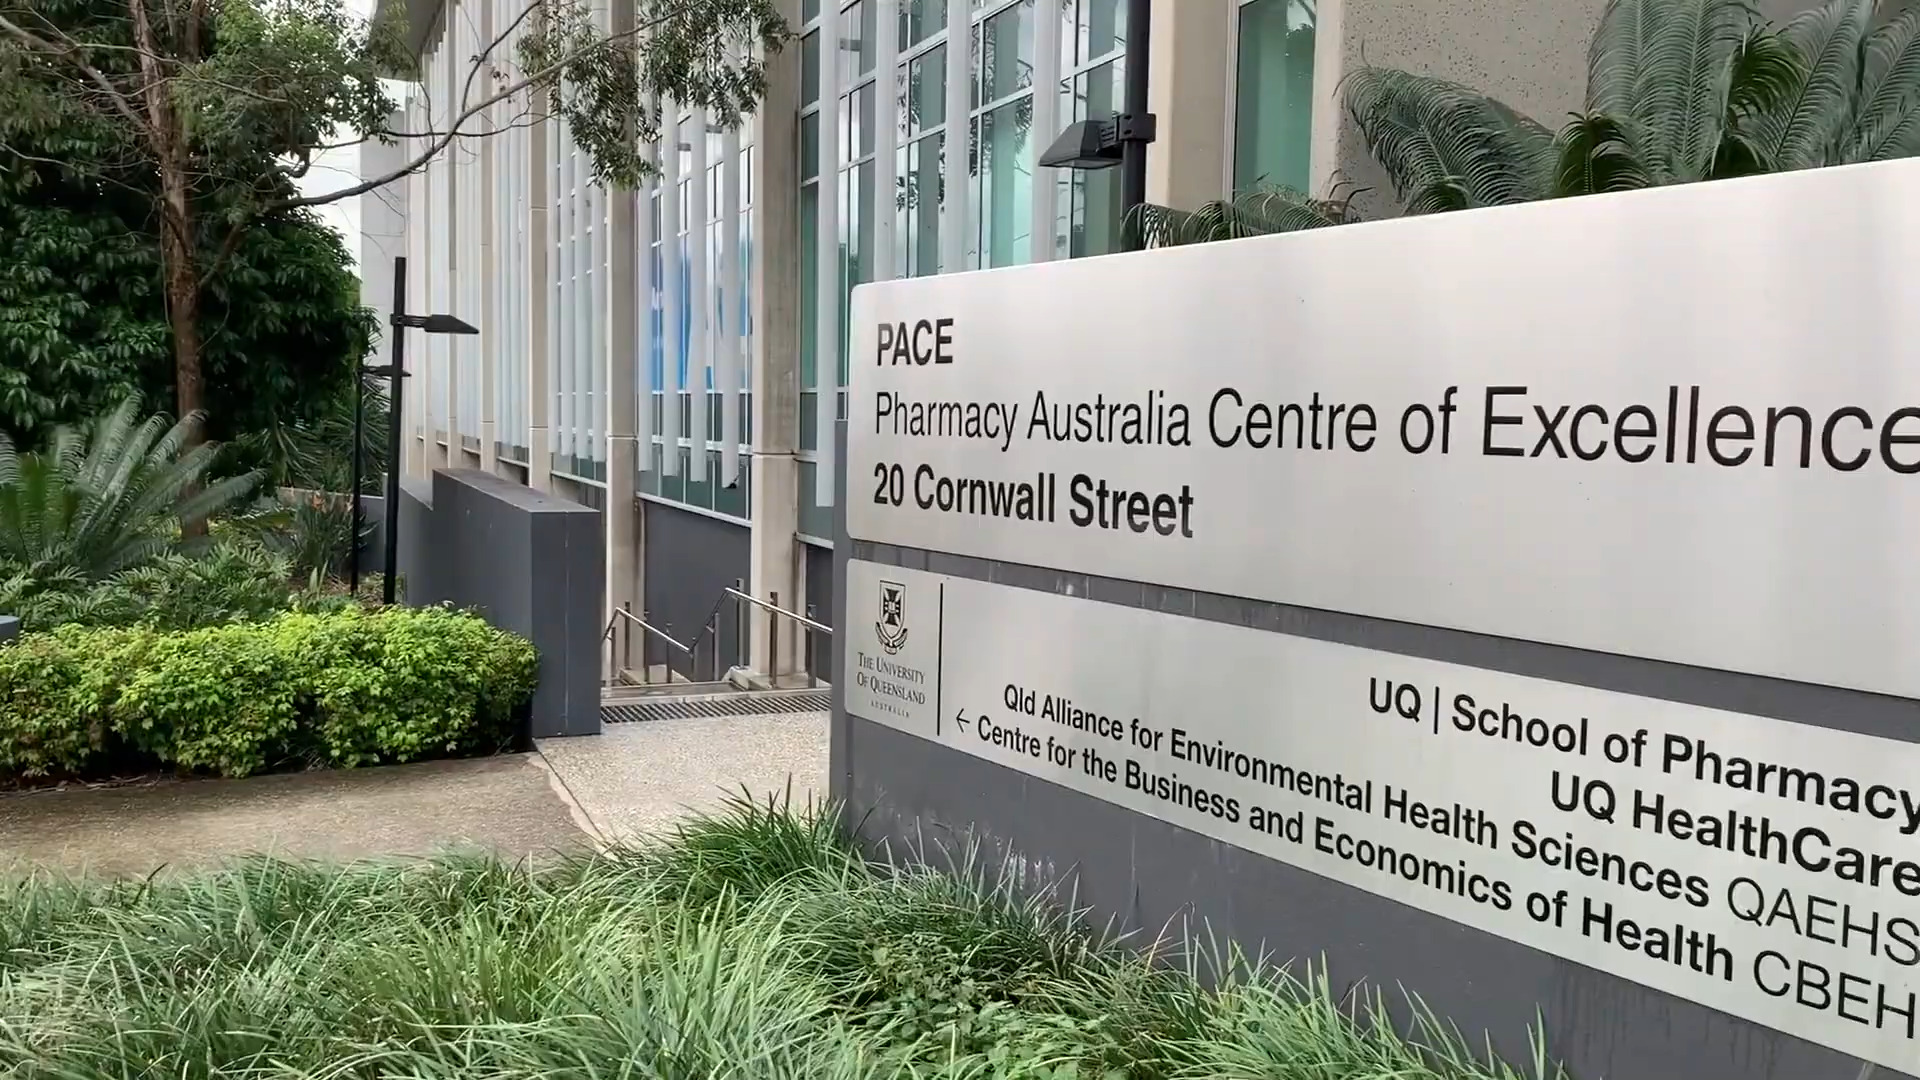 PACE
Pharmacy Australia Centre of Excellence
20 Cornwall Street
THE UNIVERSITY
OF QUEENSLAND
AUSTRALIA
UQ | School of Pharmacy
UQ HealthCare
Qld Alliance for Environmental Health Sciences QAEHS
← Centre for the Business and Economics of Health CBEH